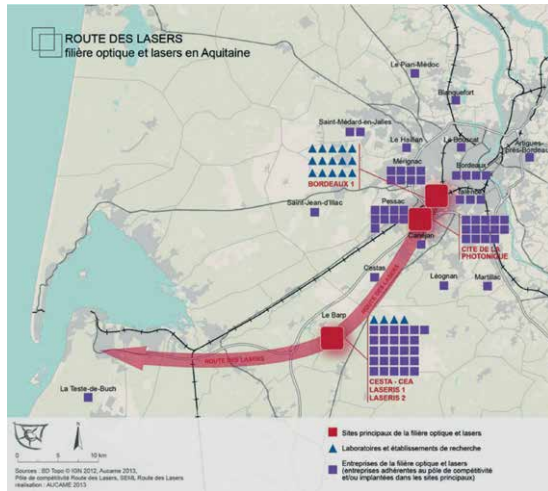 ROUTE DES LASERS
filière optique et lasers en Aquitaine
Le Pian-Médoc
Blanquefort
Saint-Médard-en-Jalles
Le Haillan
Le Bouscat
Artigues-
près-Bordeaux
Mérignac
Bordeaux
BORDEAUX 1
Talence
Saint-Jean-d'Illac
Pessac
Canéjan
CITE DE LA
PHOTONIQUE
Cestas
Léognan
Martillac
ROUTE DES LASERS
Le Barp
ROUTE DES LASERS
CESTA - CEA
LASERIS 1
LASERIS 2
La Teste-de-Buch
Sites principaux de la filière optique et lasers
Laboratoires et établissements de recherche
Entreprises de la filière optique et lasers
(entreprises adhérentes au pôle de compétitivité
et/ou implantées dans les sites principaux)
N
0 5 10 km
Sources : BD Topo © IGN 2012, Aucame 2013,
Pôle de compétitivité Route des Lasers, SEML Route des Lasers
réalisation : AUCAME 2013